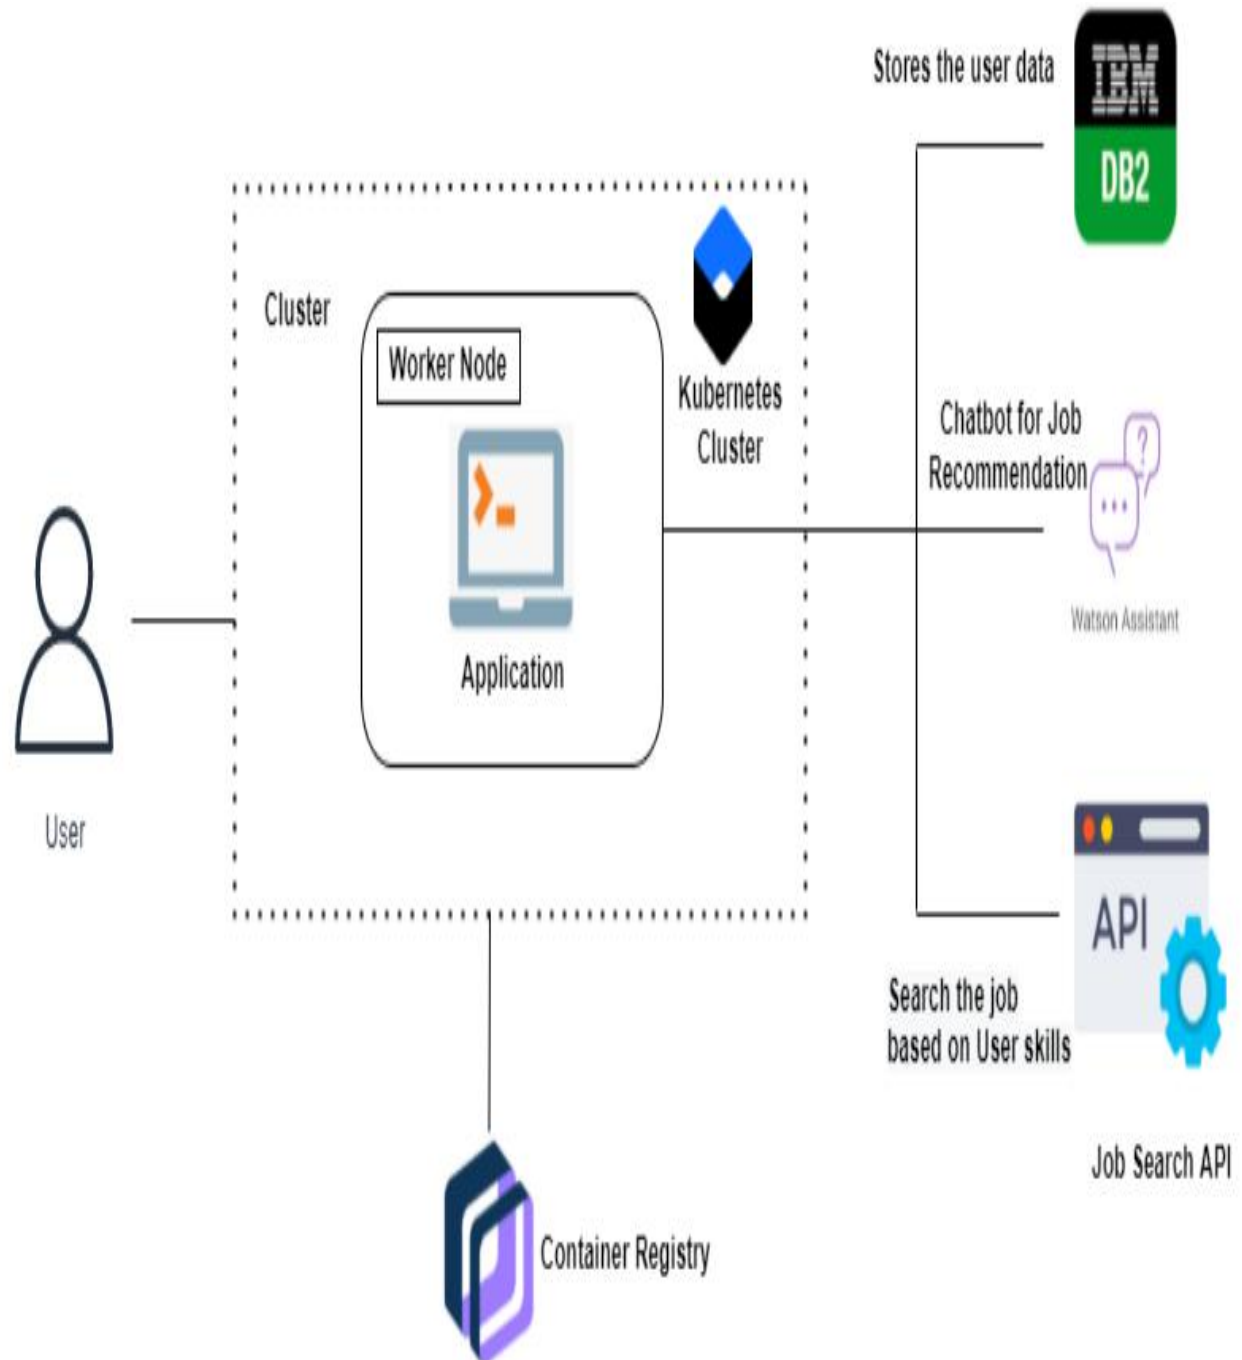 Stores the user data
IBM
DB2
Cluster
Worker Node
Kubernetes
Cluster
Application
Chatbot for Job
Recommendation
?
Watson Assistant
User
API
Search the job
based on User skills
Job Search API
Container Registry